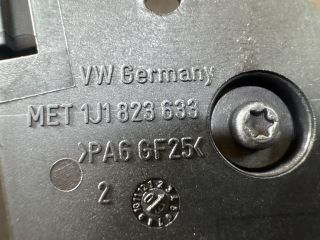 VW Germany
MET 1J1 823 633
>PA6 GF25<
2